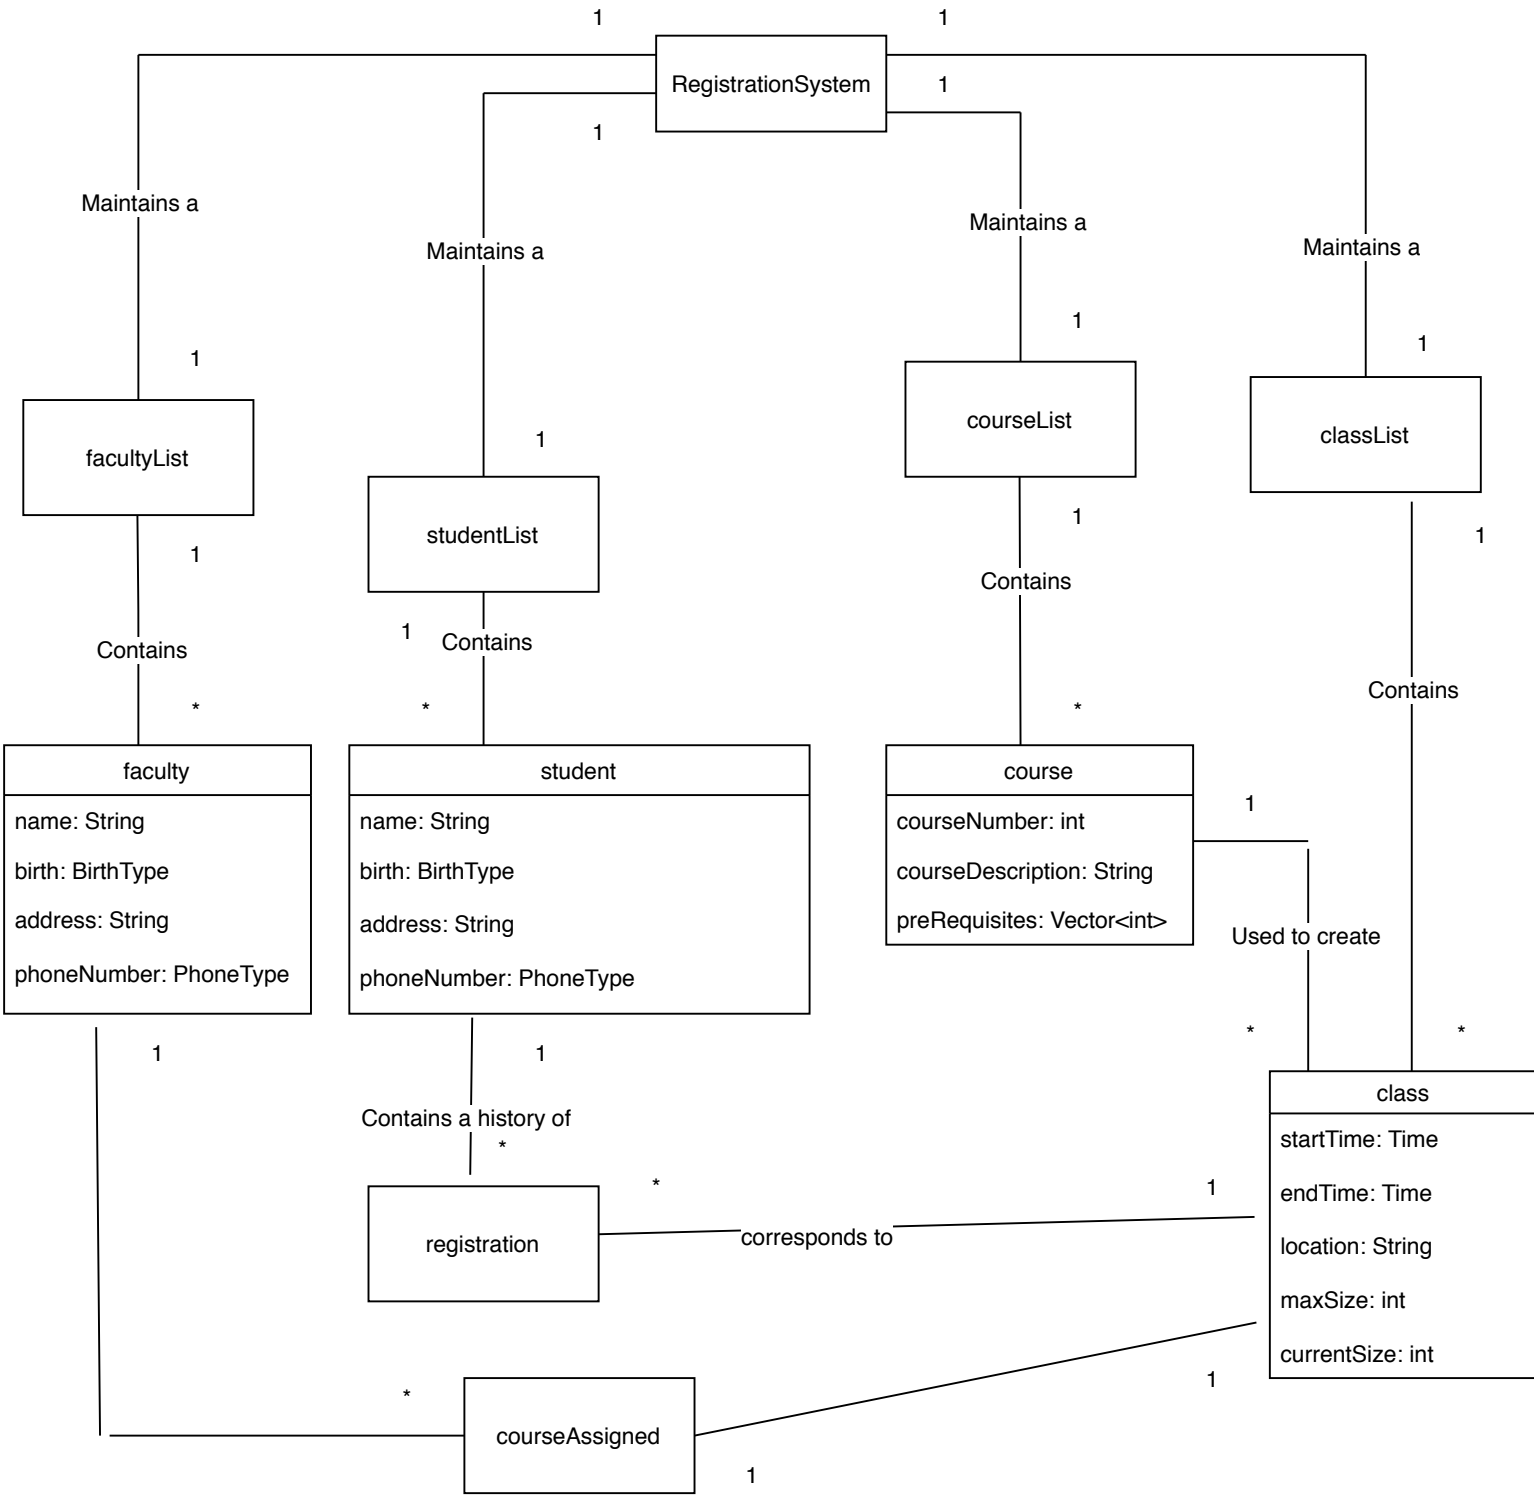 1
1
RegistrationSystem
1
1
Maintains a
Maintains a
Maintains a
Maintains a
1
1
1
1
facultyList
studentList
courseList
classList
1
1
1
1
Contains
Contains
Contains
Contains
*
*
*
faculty
name: String
birth: BirthType
address: String
phoneNumber: PhoneType
student
name: String
birth: BirthType
address: String
phoneNumber: PhoneType
course
courseNumber: int
courseDescription: String
preRequisites: Vector<int>
1
Used to create
*
*
1
1
Contains a history of
*
registration
*
corresponds to
1
class
startTime: Time
endTime: Time
location: String
maxSize: int
currentSize: int
*
courseAssigned
1
1